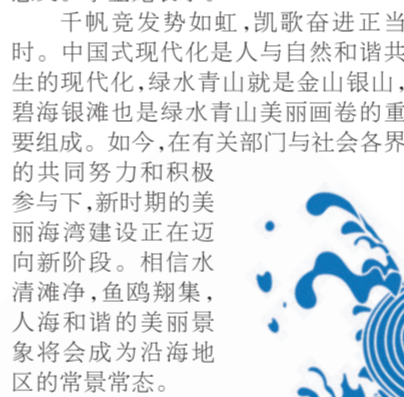 千帆竞发势如虹，凯歌奋进正当
时。中国式现代化是人与自然和谐共
生的现代化，绿水青山就是金山银山，
碧海银滩也是绿水青山美丽画卷的重
要组成。如今，在有关部门与社会各界
的共同努力和积极
参与下，新时期的美
丽海湾建设正在迈
向新阶段。相信水
清滩净，鱼鸥翔集，
人海和谐的美丽景
象将会成为沿海地
区的常景常态。